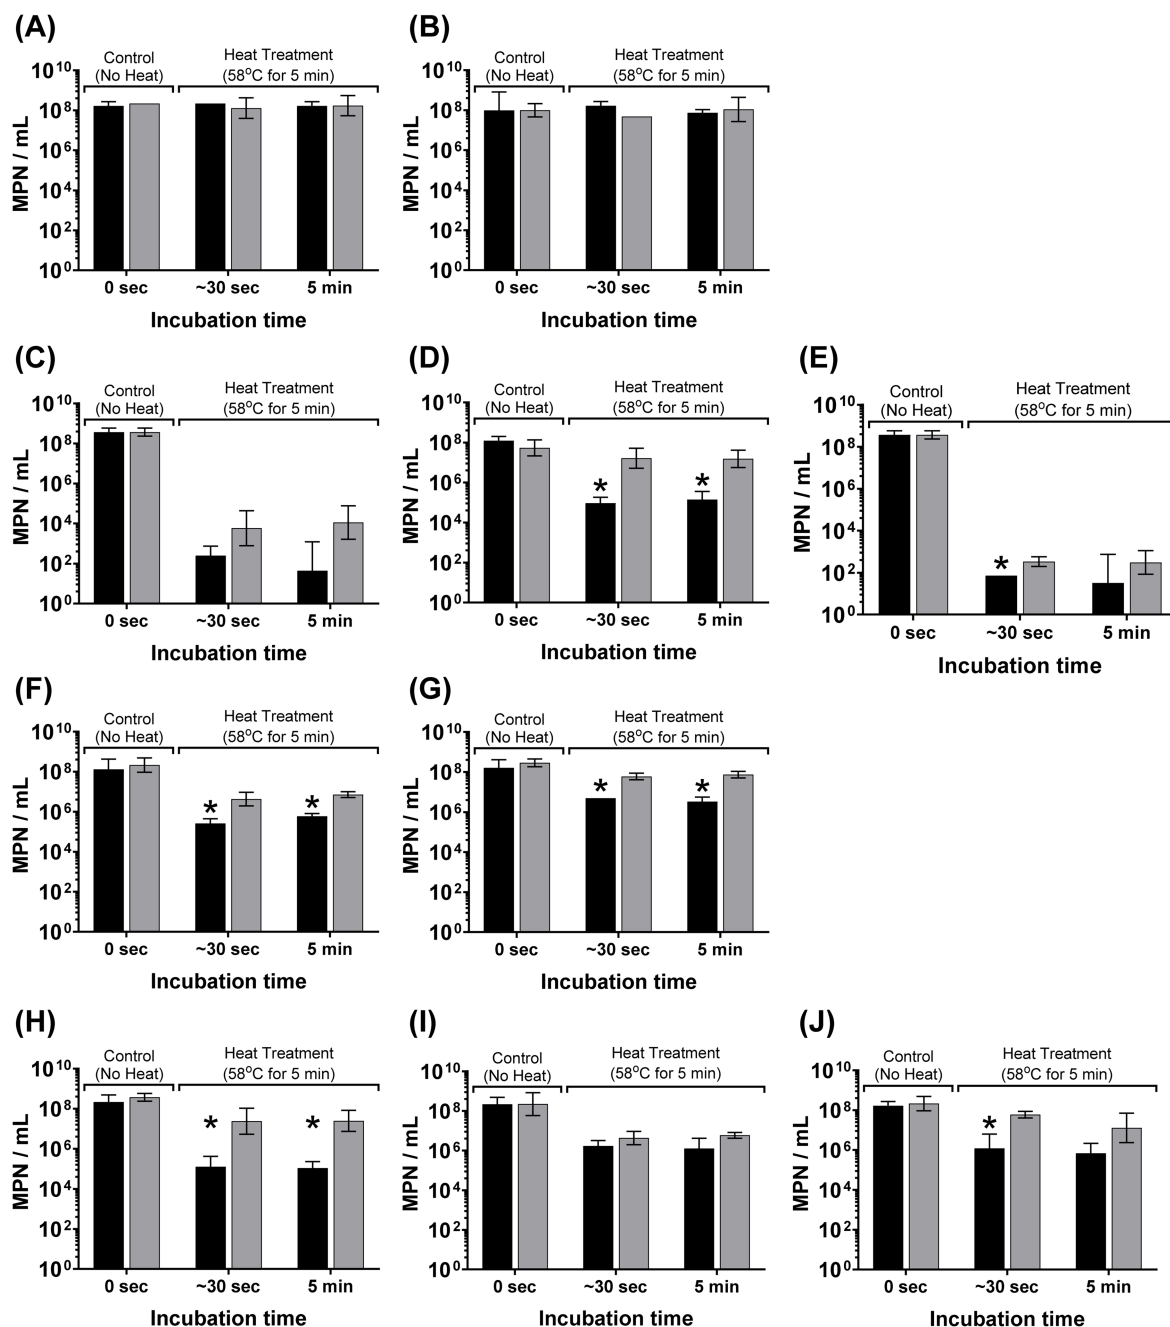 (A)
Control
(No Heat)
Heat Treatment
(58°C for 5 min)
MPN / mL
10^10
10^8
10^6
10^4
10^2
10^0
0 sec
~30 sec
5 min
Incubation time
(B)
Control
(No Heat)
Heat Treatment
(58°C for 5 min)
MPN / mL
10^10
10^8
10^6
10^4
10^2
10^0
0 sec
~30 sec
5 min
Incubation time
(C)
Control
(No Heat)
Heat Treatment
(58°C for 5 min)
MPN / mL
10^10
10^8
10^6
10^4
10^2
10^0
0 sec
~30 sec
5 min
Incubation time
(D)
Control
(No Heat)
Heat Treatment
(58°C for 5 min)
MPN / mL
10^10
10^8
10^6
10^4
10^2
10^0
* *
0 sec
~30 sec
5 min
Incubation time
(E)
Control
(No Heat)
Heat Treatment
(58°C for 5 min)
MPN / mL
10^10
10^8
10^6
10^4
10^2
10^0
*
0 sec
~30 sec
5 min
Incubation time
(F)
Control
(No Heat)
Heat Treatment
(58°C for 5 min)
MPN / mL
10^10
10^8
10^6
10^4
10^2
10^0
* *
0 sec
~30 sec
5 min
Incubation time
(G)
Control
(No Heat)
Heat Treatment
(58°C for 5 min)
MPN / mL
10^10
10^8
10^6
10^4
10^2
10^0
* *
0 sec
~30 sec
5 min
Incubation time
(H)
Control
(No Heat)
Heat Treatment
(58°C for 5 min)
MPN / mL
10^10
10^8
10^6
10^4
10^2
10^0
* *
0 sec
~30 sec
5 min
Incubation time
(I)
Control
(No Heat)
Heat Treatment
(58°C for 5 min)
MPN / mL
10^10
10^8
10^6
10^4
10^2
10^0
0 sec
~30 sec
5 min
Incubation time
(J)
Control
(No Heat)
Heat Treatment
(58°C for 5 min)
MPN / mL
10^10
10^8
10^6
10^4
10^2
10^0
*
0 sec
~30 sec
5 min
Incubation time